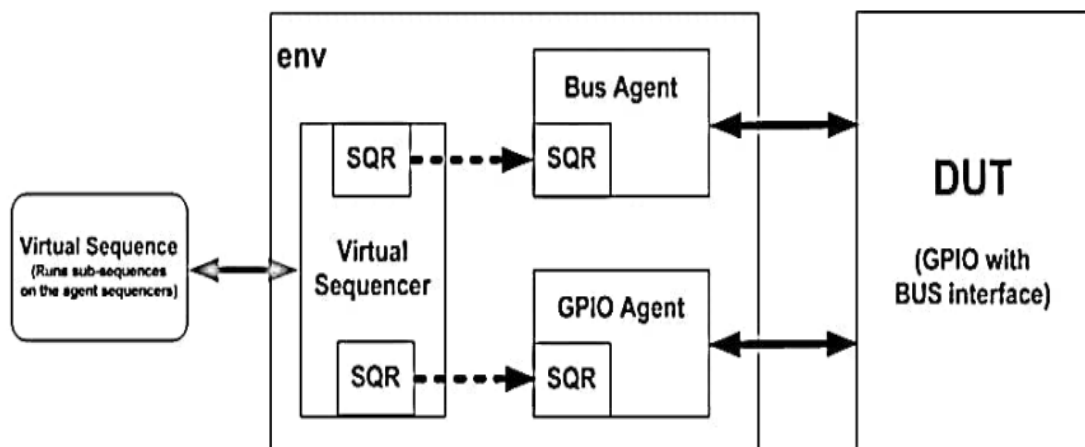 env
Bus Agent
SQR
SQR
DUT
Virtual Sequence
(Runs sub-sequences
on the agent sequencers)
Virtual
Sequencer
(GPIO with
BUS interface)
GPIO Agent
SQR
SQR